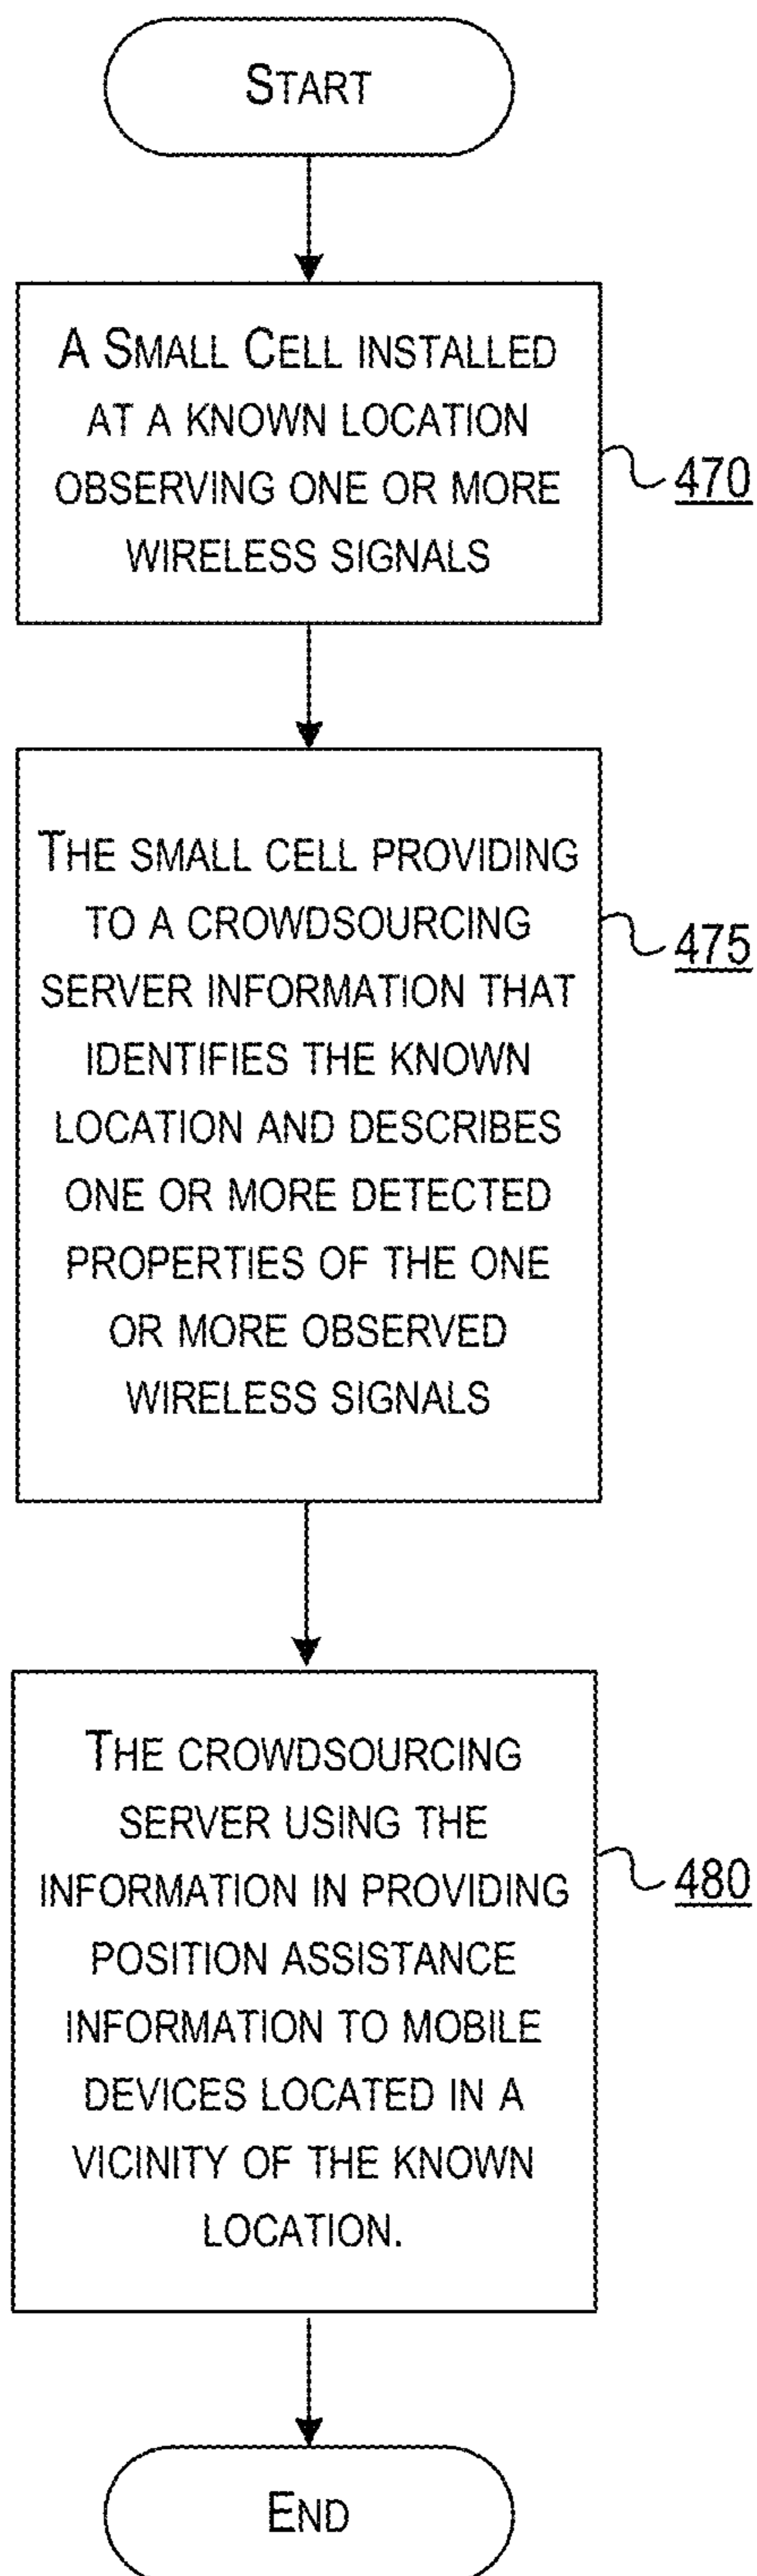 START
A SMALL CELL INSTALLED
AT A KNOWN LOCATION
OBSERVING ONE OR MORE
WIRELESS SIGNALS
470
THE SMALL CELL PROVIDING
TO A CROWDSOURCING
SERVER INFORMATION THAT
IDENTIFIES THE KNOWN
LOCATION AND DESCRIBES
ONE OR MORE DETECTED
PROPERTIES OF THE ONE
OR MORE OBSERVED
WIRELESS SIGNALS
475
THE CROWDSOURCING
SERVER USING THE
INFORMATION IN PROVIDING
POSITION ASSISTANCE
INFORMATION TO MOBILE
DEVICES LOCATED IN A
VICINITY OF THE KNOWN
LOCATION.
480
END